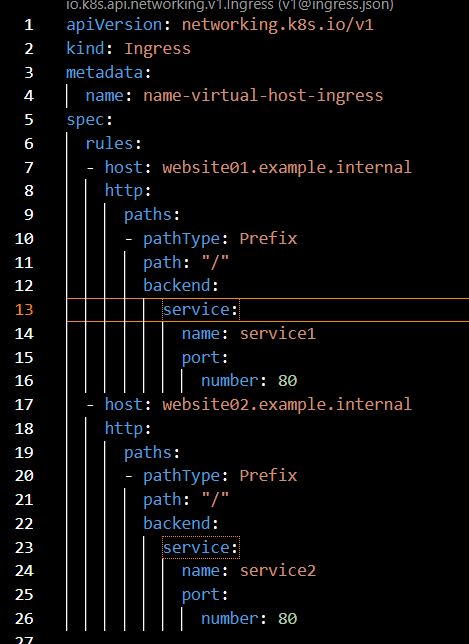 io.k8s.api.networking.v1.Ingress (v1@ingress.json)
1 apiVersion: networking.k8s.io/v1
2 kind: Ingress
3 metadata:
4   name: name-virtual-host-ingress
5 spec:
6   rules:
7   - host: website01.example.internal
8     http:
9       paths:
10       - pathType: Prefix
11         path: "/"
12         backend:
13           service:
14             name: service1
15             port:
16               number: 80
17   - host: website02.example.internal
18     http:
19       paths:
20       - pathType: Prefix
21         path: "/"
22         backend:
23           service:
24             name: service2
25             port:
26               number: 80
27